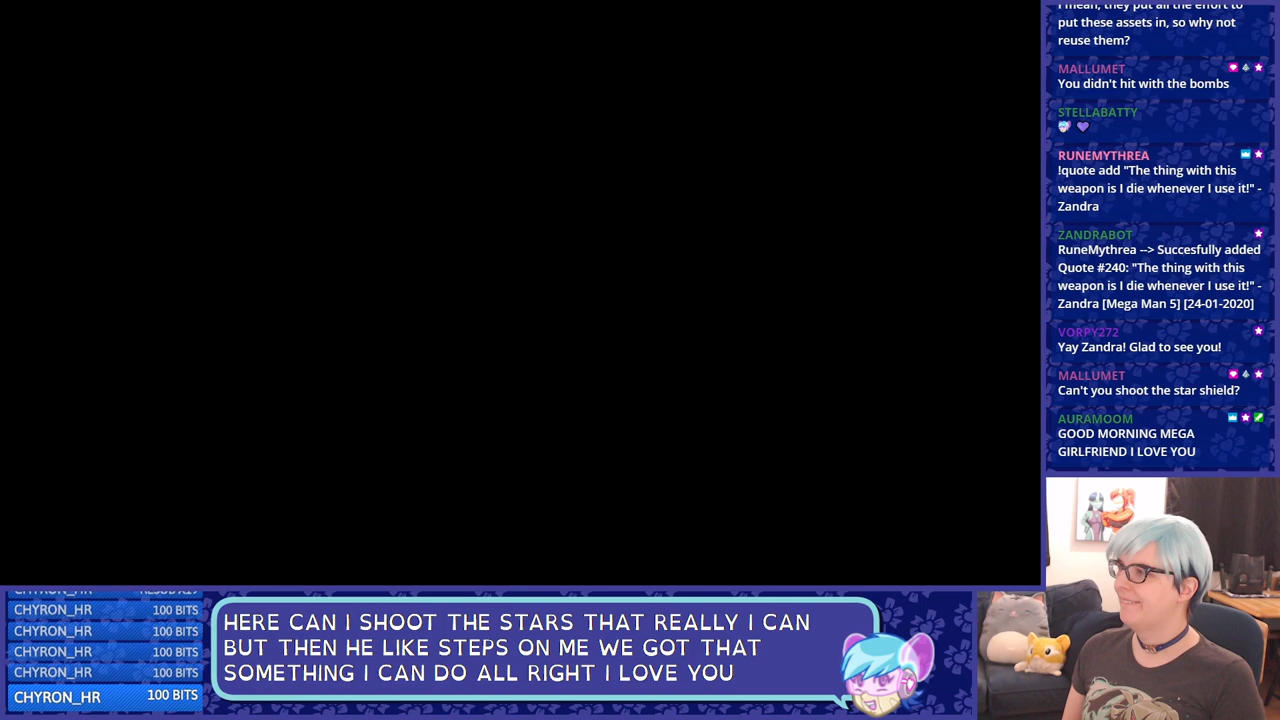 I mean, they put all the effort to
put these assets in, so why not
reuse them?
MALLUMET
You didn't hit with the bombs
STELLABATTY
RUNEMYTHREA
!quote add "The thing with this
weapon is I die whenever I use it!" -
Zandra
ZANDRABOT
RuneMythrea --> Succesfully added
Quote #240: "The thing with this
weapon is I die whenever I use it!" -
Zandra [Mega Man 5] [24-01-2020]
VORPY272
Yay Zandra! Glad to see you!
MALLUMET
Can't you shoot the star shield?
AURAMOOM
GOOD MORNING MEGA
GIRLFRIEND I LOVE YOU
CHYRON_HR
CHYRON_HR 100 BITS
CHYRON_HR 100 BITS
CHYRON_HR 100 BITS
CHYRON_HR 100 BITS
CHYRON_HR 100 BITS
HERE CAN I SHOOT THE STARS THAT REALLY I CAN
BUT THEN HE LIKE STEPS ON ME WE GOT THAT
SOMETHING I CAN DO ALL RIGHT I LOVE YOU